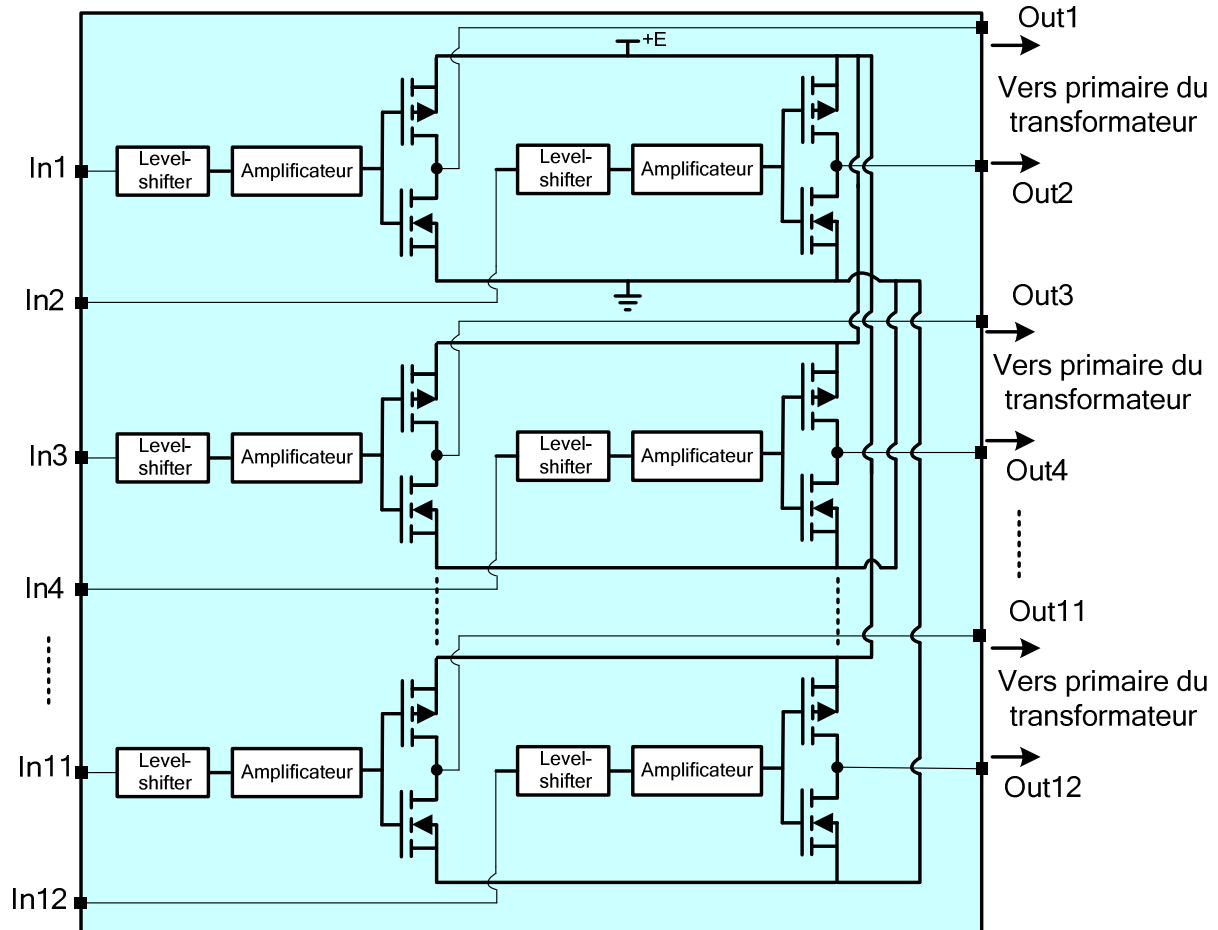 Out1
+E
Vers primaire du
transformateur
In1
Level-
shifter
Amplificateur
Level-
shifter
Amplificateur
Out2
In2
Out3
Vers primaire du
transformateur
In3
Level-
shifter
Amplificateur
Level-
shifter
Amplificateur
Out4
In4
Out11
Vers primaire du
transformateur
In11
Level-
shifter
Amplificateur
Level-
shifter
Amplificateur
Out12
In12